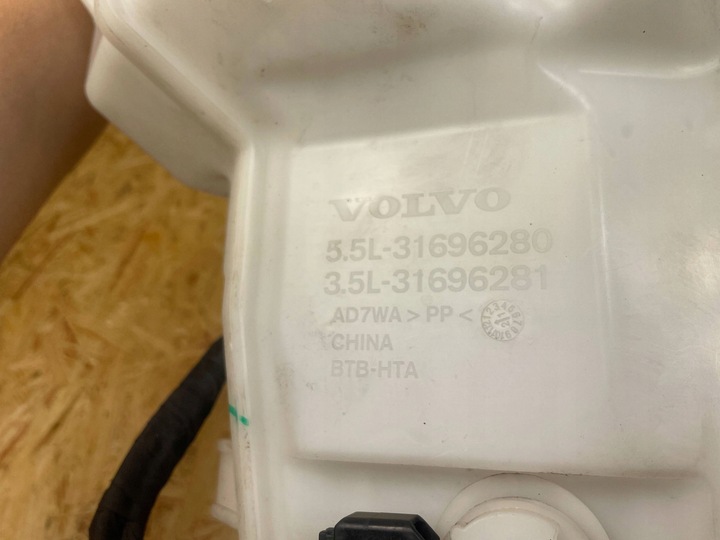 VOLVO
5.5L-31696280
3.5L-31696281
AD7WA > PP <
CHINA
BTB-HTA